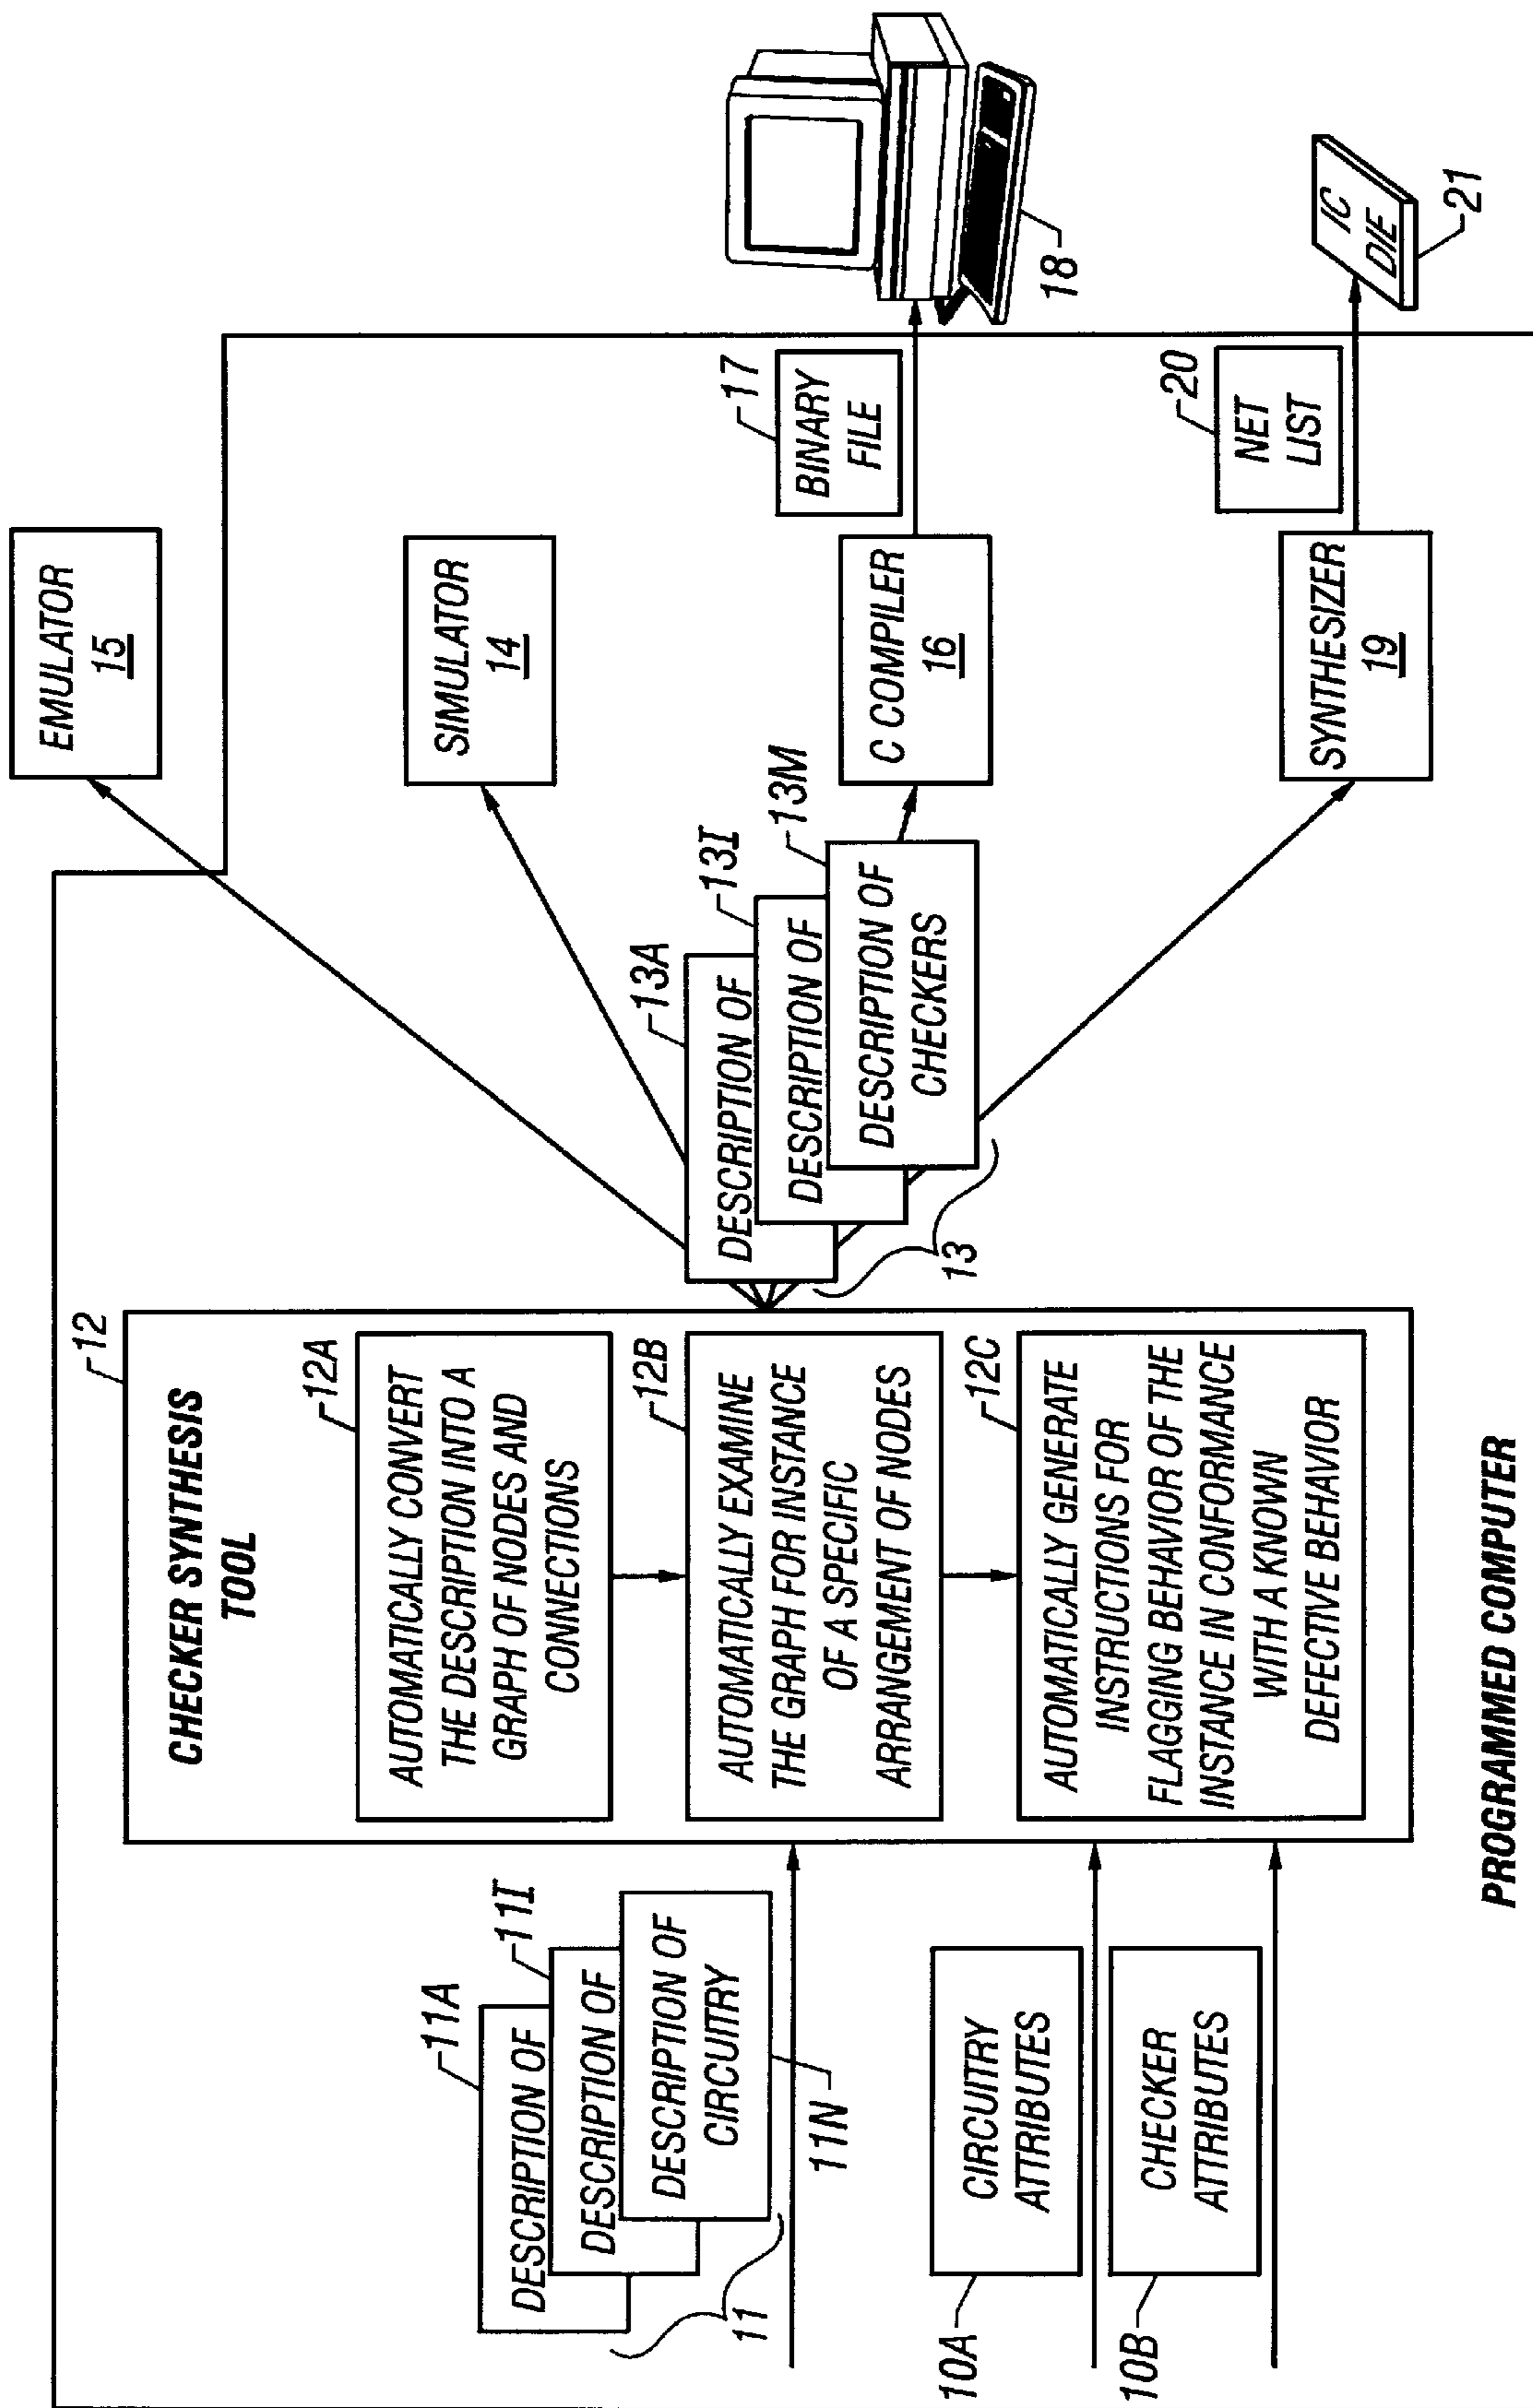 11A
11I
DESCRIPTION OF
DESCRIPTION OF
DESCRIPTION OF
CIRCUITRY
11
11N
10A
CIRCUITRY
ATTRIBUTES
10B
CHECKER
ATTRIBUTES
12
CHECKER SYNTHESIS
TOOL
12A
AUTOMATICALLY CONVERT
THE DESCRIPTION INTO A
GRAPH OF NODES AND
CONNECTIONS
12B
AUTOMATICALLY EXAMINE
THE GRAPH FOR INSTANCE
OF A SPECIFIC
ARRANGEMENT OF NODES
12C
AUTOMATICALLY GENERATE
INSTRUCTIONS FOR
FLAGGING BEHAVIOR OF THE
INSTANCE IN CONFORMANCE
WITH A KNOWN
DEFECTIVE BEHAVIOR
13A
13I
13M
DESCRIPTION OF
DESCRIPTION OF
DESCRIPTION OF
CHECKERS
13
EMULATOR
15
SIMULATOR
14
C COMPILER
16
17
BINARY
FILE
18
SYNTHESIZER
19
20
NET
LIST
IC
DIE
21
PROGRAMMED COMPUTER